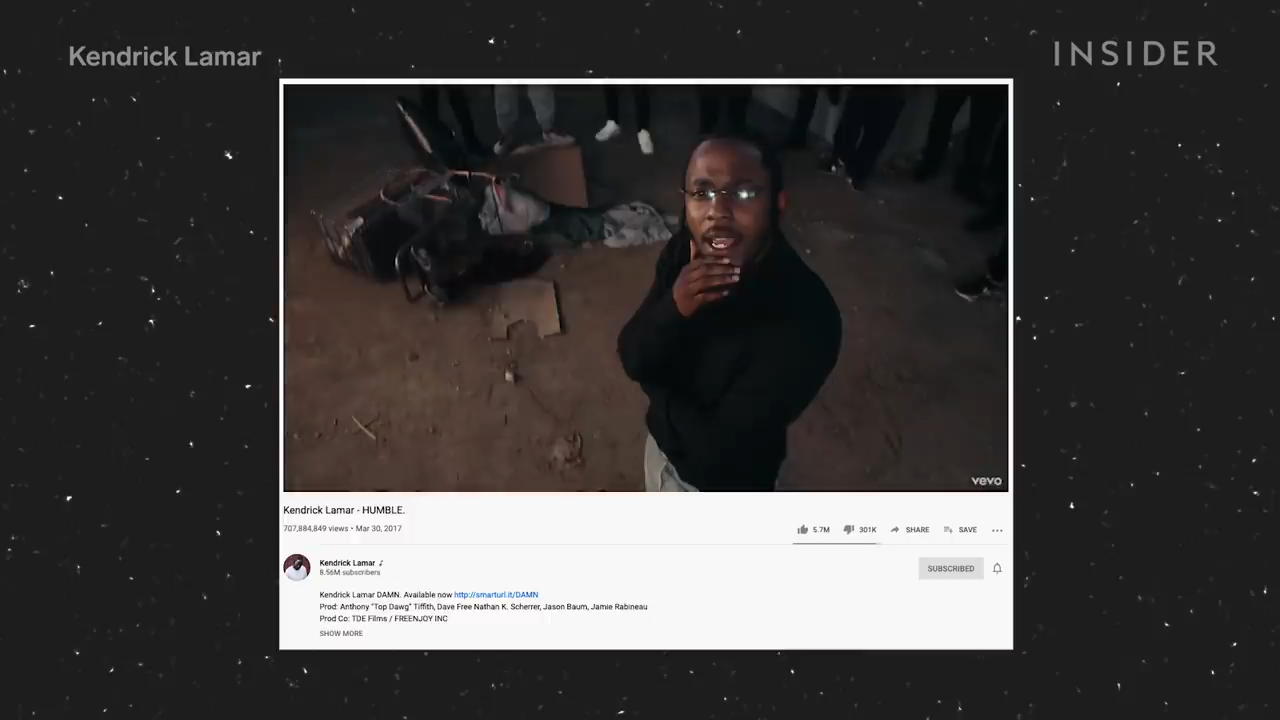 Kendrick Lamar
INSIDER
vevo
Kendrick Lamar - HUMBLE.
707,884,849 views • Mar 30, 2017
5.7M 301K SHARE SAVE
Kendrick Lamar
8.56M subscribers
SUBSCRIBED
Kendrick Lamar DAMN. Available now http://smarturl.it/DAMN
Prod: Anthony "Top Dawg" Tiffith, Dave Free Nathan K. Scherrer, Jason Baum, Jamie Rabineau
Prod Co: TDE Films / FREENJOY INC
SHOW MORE